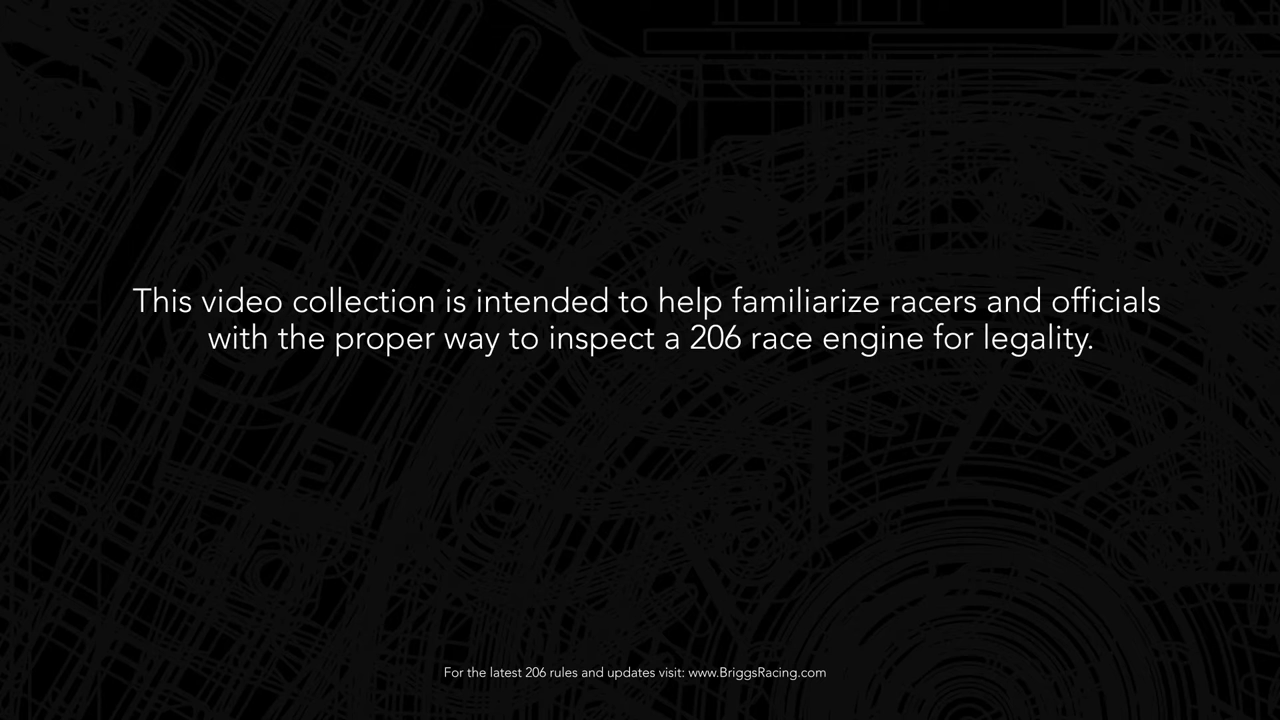 This video collection is intended to help familiarize racers and officials
with the proper way to inspect a 206 race engine for legality.
For the latest 206 rules and updates visit: www.BriggsRacing.com